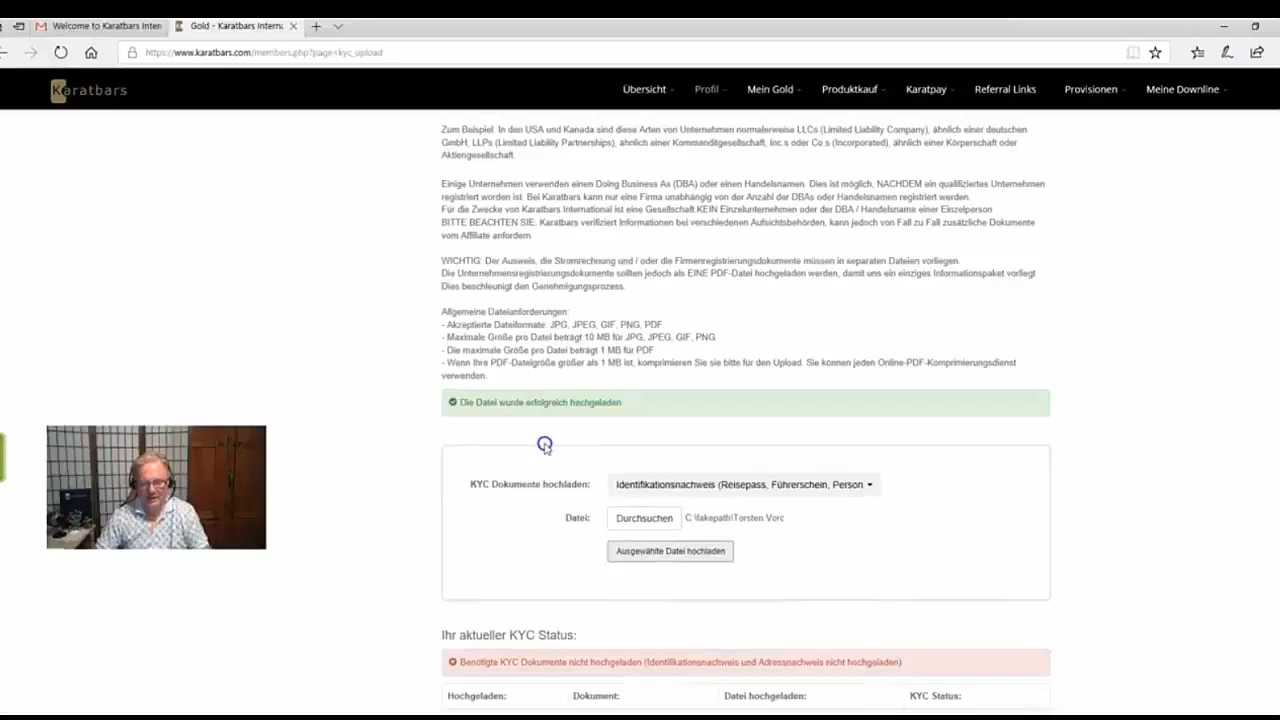 Welcome to Karatbars Inten
Gold - Karatbars Interna
https://www.karatbars.com/members.php?page=kyc_upload
Karatbars
Übersicht
Profil
Mein Gold
Produktkauf
Karatpay
Referral Links
Provisionen
Meine Downline
Zum Beispiel: In den USA und Kanada sind diese Arten von Unternehmen normalerweise LLCs (Limited Liability Company), ähnlich einer deutschen
GmbH, LLPs (Limited Liability Partnerships), ähnlich einer Kommanditgesellschaft, Inc.s oder Co s (Incorporated), ähnlich einer Körperschaft oder
Aktiengesellschaft.
Einige Unternehmen verwenden einen Doing Business As (DBA) oder einen Handelsnamen. Dies ist möglich, NACHDEM ein qualifiziertes Unternehmen
registriert worden ist. Bei Karatbars kann nur eine Firma unabhängig von der Anzahl der DBAs oder Handelsnamen registriert werden.
Für die Zwecke von Karatbars International ist eine Gesellschaft KEIN Einzelunternehmen oder der DBA / Handelsname einer Einzelperson
BITTE BEACHTEN SIE: Karatbars verifiziert Informationen bei verschiedenen Aufsichtsbehörden, kann jedoch von Fall zu Fall zusätzliche Dokumente
vom Affiliate anfordern.
WICHTIG: Der Ausweis, die Stromrechnung und / oder die Firmenregistrierungsdokumente müssen in separaten Dateien vorliegen.
Die Unternehmensregistrierungsdokumente sollten jedoch als EINE PDF-Datei hochgeladen werden, damit uns ein einziges Informationspaket vorliegt
Dies beschleunigt den Genehmigungsprozess.
Allgemeine Dateianforderungen:
- Akzeptierte Dateiformate: JPG, JPEG, GIF, PNG, PDF
- Maximale Größe pro Datei beträgt 10 MB für JPG, JPEG, GIF, PNG
- Die maximale Größe pro Datei beträgt 1 MB für PDF
- Wenn Ihre PDF-Dateigröße größer als 1 MB ist, komprimieren Sie sie bitte für den Upload. Sie können jeden Online-PDF-Komprimierungsdienst
verwenden.
Die Datei wurde erfolgreich hochgeladen
KYC Dokumente hochladen:
Identifikationsnachweis (Reisepass, Führerschein, Person
Datei:
Durchsuchen
C:\fakepath\Torsten Vorc
Ausgewählte Datei hochladen
Ihr aktueller KYC Status:
Benötigte KYC Dokumente nicht hochgeladen (Identifikationsnachweis und Adressnachweis nicht hochgeladen)
Hochgeladen:
Dokument:
Datei hochgeladen:
KYC Status: